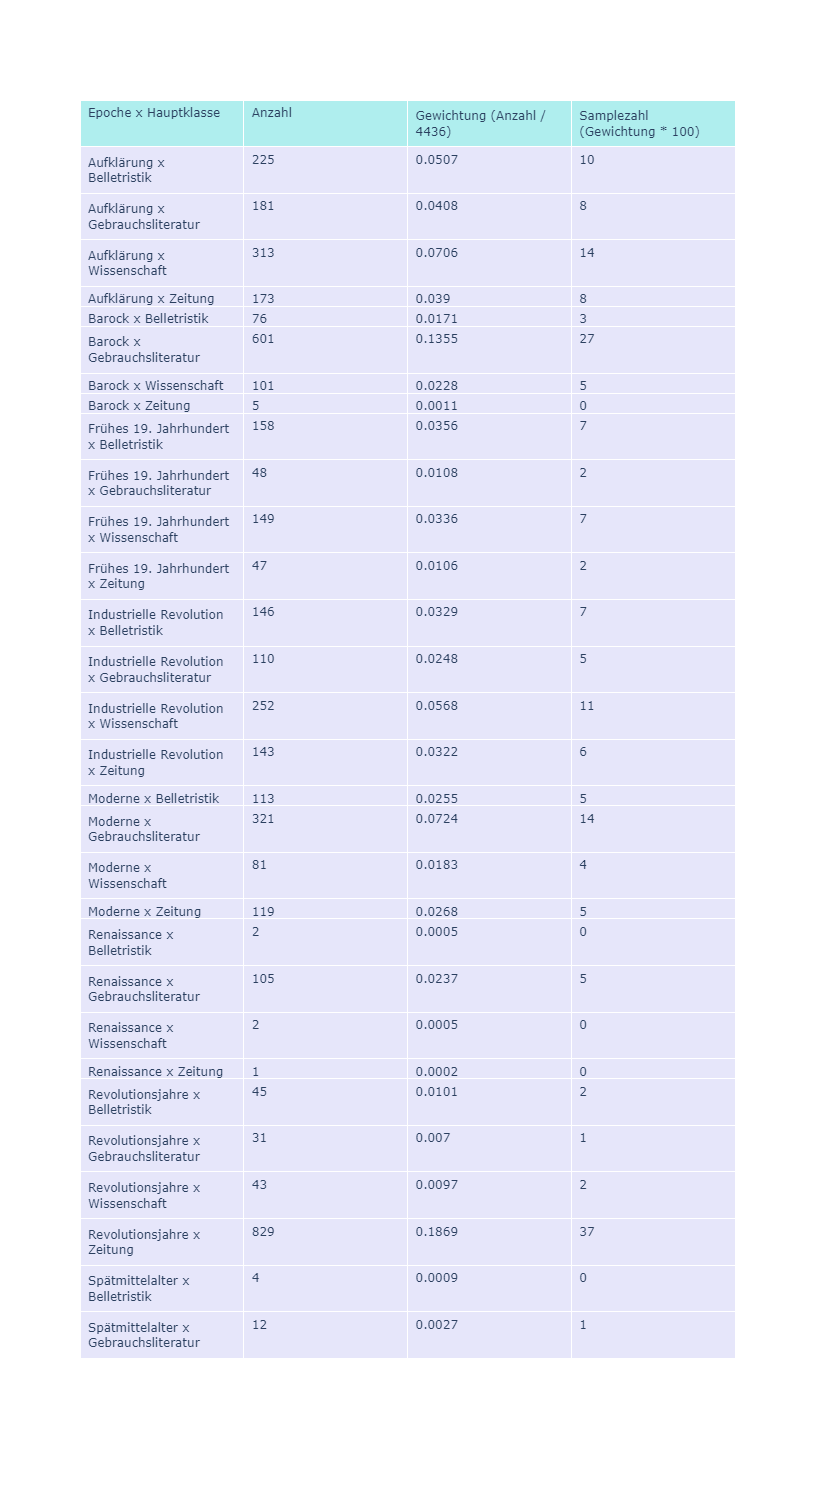 Epoche x Hauptklasse Anzahl Gewichtung (Anzahl / Samplezahl
4436) (Gewichtung * 100)
Aufklärung x 225 0.0507 10
Belletristik
Aufklärung x 181 0.0408 8
Gebrauchsliteratur
Aufklärung x 313 0.0706 14
Wissenschaft
Aufklärung x Zeitung 173 0.039 8
Barock x Belletristik 76 0.0171 3
Barock x 601 0.1355 27
Gebrauchsliteratur
Barock x Wissenschaft 101 0.0228 5
Barock x Zeitung 5 0.0011 0
Frühes 19. Jahrhundert 158 0.0356 7
x Belletristik
Frühes 19. Jahrhundert 48 0.0108 2
x Gebrauchsliteratur
Frühes 19. Jahrhundert 149 0.0336 7
x Wissenschaft
Frühes 19. Jahrhundert 47 0.0106 2
x Zeitung
Industrielle Revolution 146 0.0329 7
x Belletristik
Industrielle Revolution 110 0.0248 5
x Gebrauchsliteratur
Industrielle Revolution 252 0.0568 11
x Wissenschaft
Industrielle Revolution 143 0.0322 6
x Zeitung
Moderne x Belletristik 113 0.0255 5
Moderne x 321 0.0724 14
Gebrauchsliteratur
Moderne x 81 0.0183 4
Wissenschaft
Moderne x Zeitung 119 0.0268 5
Renaissance x 2 0.0005 0
Belletristik
Renaissance x 105 0.0237 5
Gebrauchsliteratur
Renaissance x 2 0.0005 0
Wissenschaft
Renaissance x Zeitung 1 0.0002 0
Revolutionsjahre x 45 0.0101 2
Belletristik
Revolutionsjahre x 31 0.007 1
Gebrauchsliteratur
Revolutionsjahre x 43 0.0097 2
Wissenschaft
Revolutionsjahre x 829 0.1869 37
Zeitung
Spätmittelalter x 4 0.0009 0
Belletristik
Spätmittelalter x 12 0.0027 1
Gebrauchsliteratur